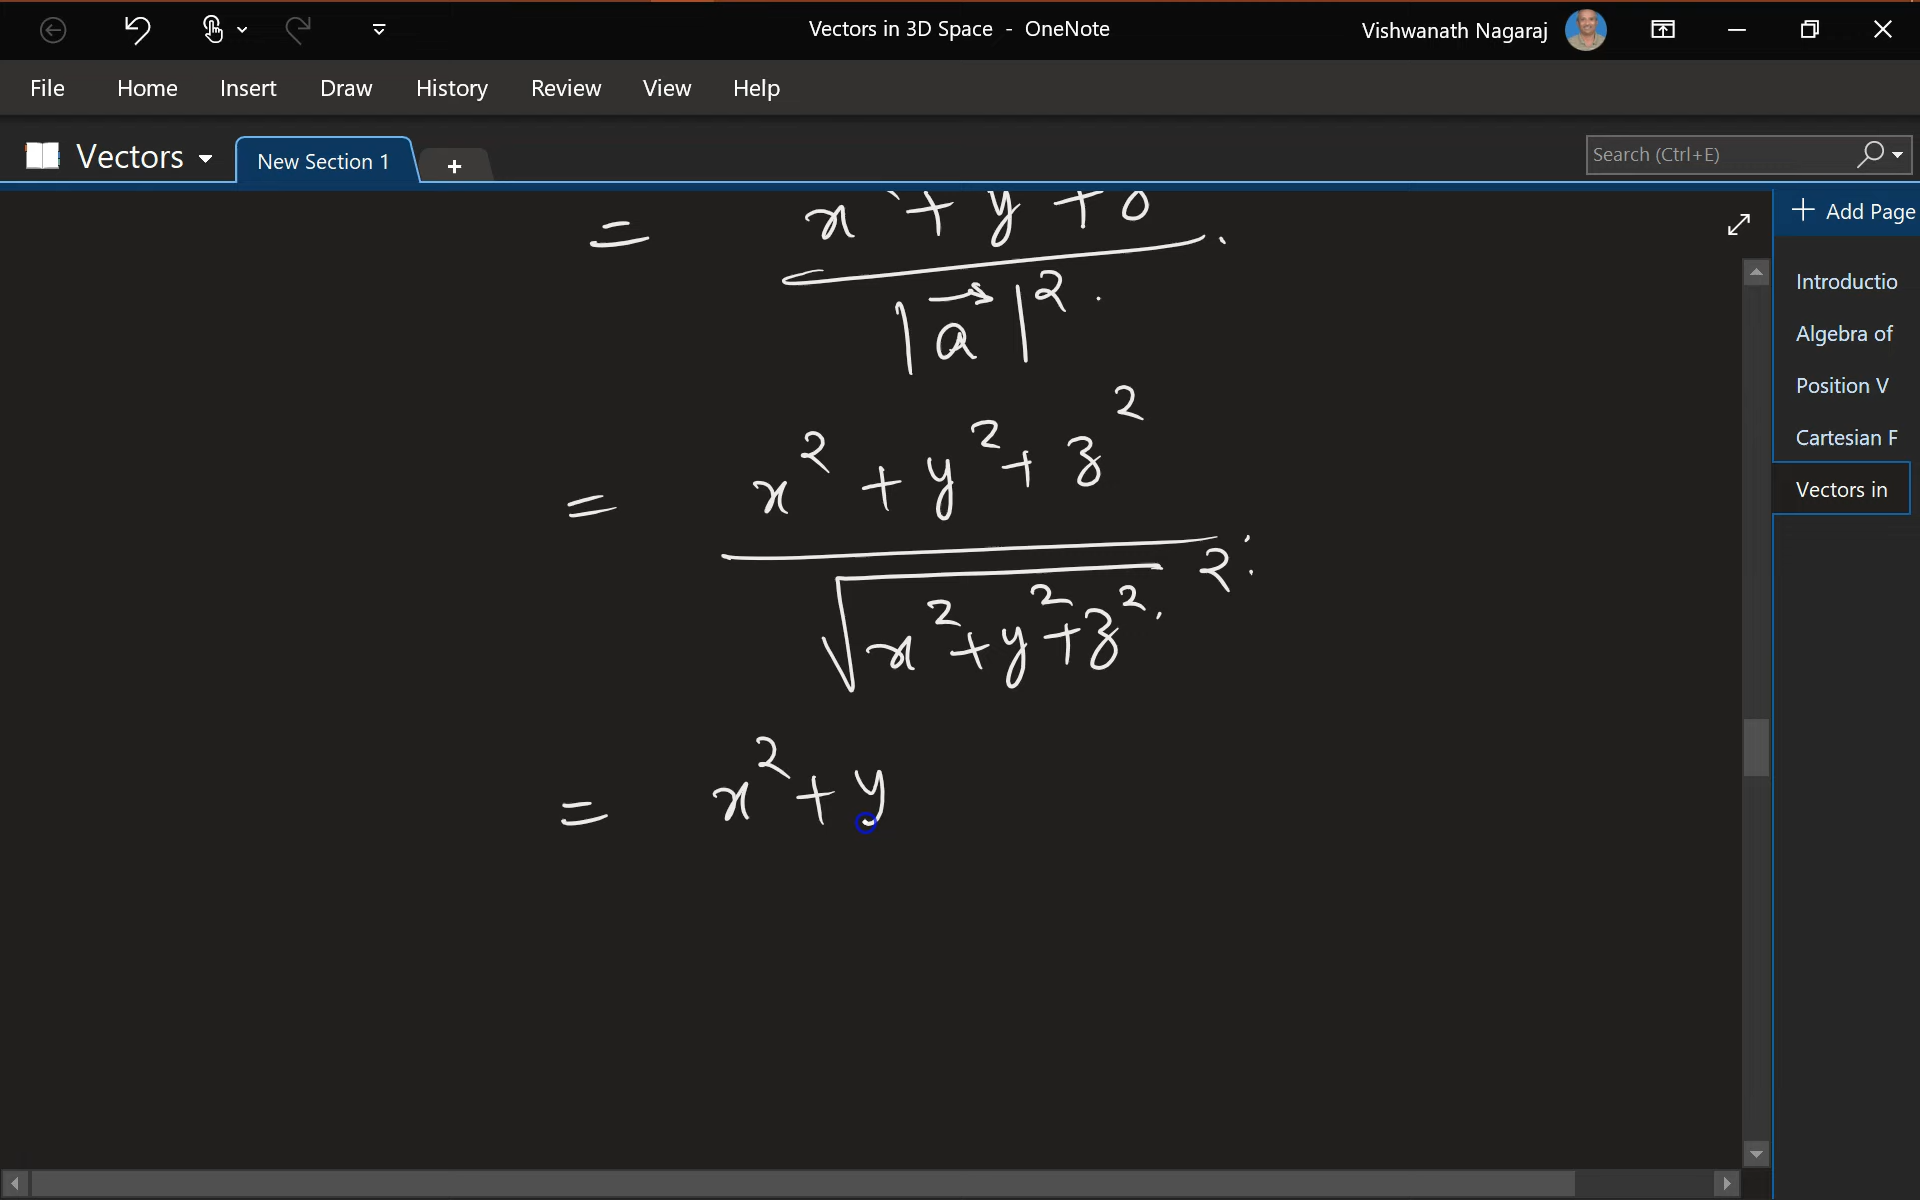 Vectors in 3D Space - OneNote
Vishwanath Nagaraj
File Home Insert Draw History Review View Help
Vectors
New Section 1
+
Search (Ctrl+E)
+ Add Page
Introductio
Algebra of
Position V
Cartesian F
Vectors in
= x + y + 
|a⃗|² .
= x² + y² + z²
√x² + y² + z² . ² :
= x² + y